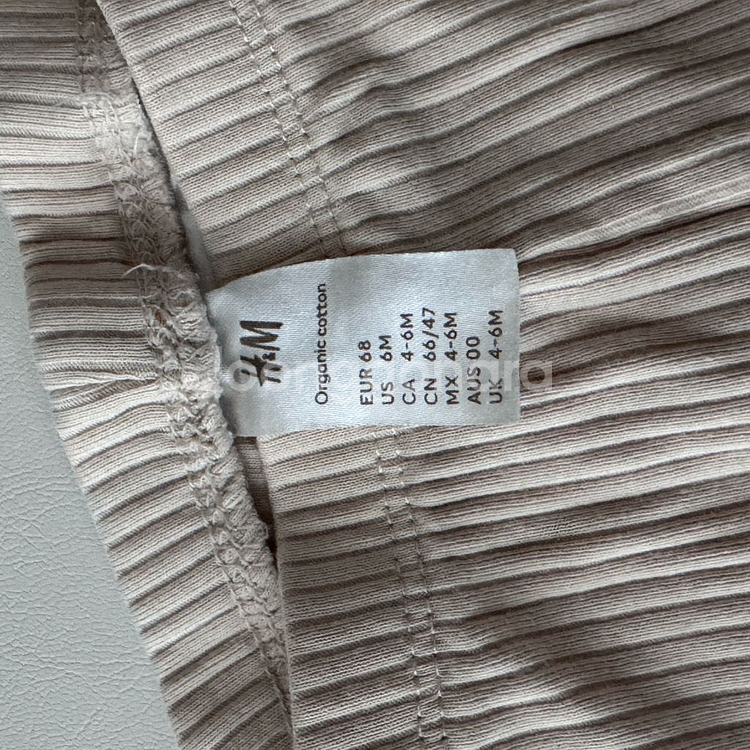 H&M
Organic cotton
EUR 68
US 6M
CA 4-6M
CN 66/47
MX 4-6M
AUS 00
UK 4-6M